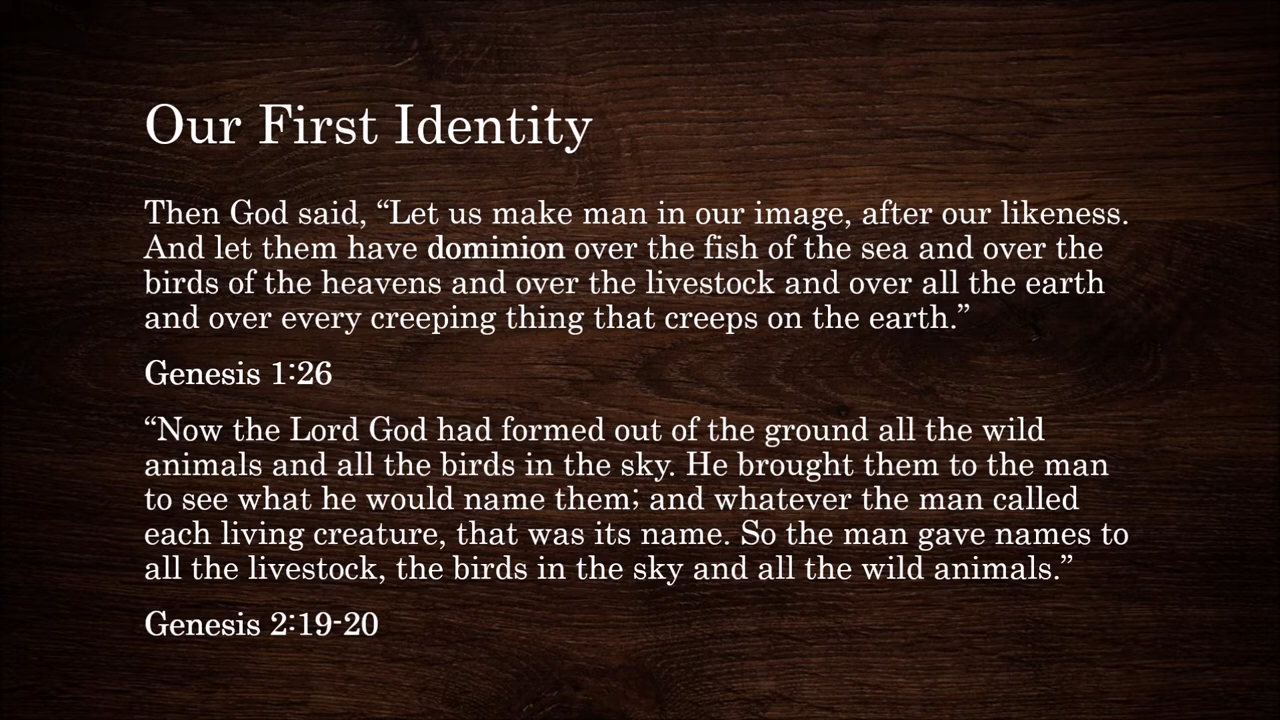 Our First Identity
Then God said, “Let us make man in our image, after our likeness.
And let them have dominion over the fish of the sea and over the
birds of the heavens and over the livestock and over all the earth
and over every creeping thing that creeps on the earth.”
Genesis 1:26
“Now the Lord God had formed out of the ground all the wild
animals and all the birds in the sky. He brought them to the man
to see what he would name them; and whatever the man called
each living creature, that was its name. So the man gave names to
all the livestock, the birds in the sky and all the wild animals.”
Genesis 2:19-20